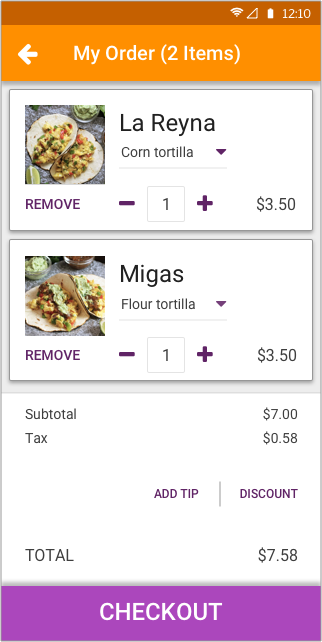 12:10
My Order (2 Items)
La Reyna
Corn tortilla
REMOVE 1 $3.50
Migas
Flour tortilla
REMOVE 1 $3.50
Subtotal $7.00
Tax $0.58
ADD TIP DISCOUNT
TOTAL $7.58
CHECKOUT